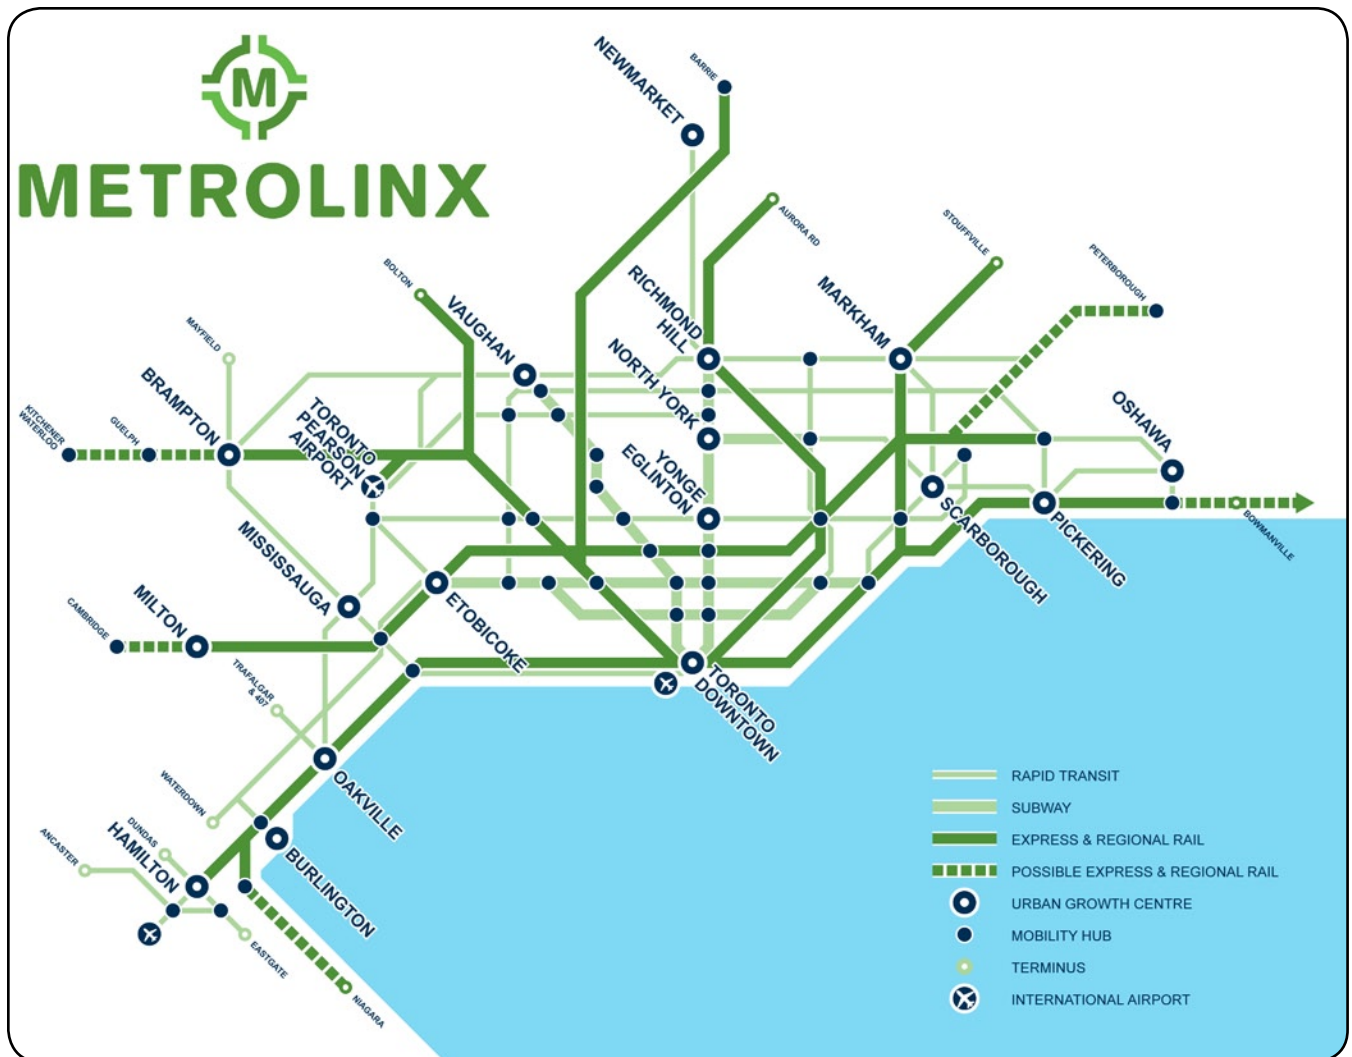 M
METROLINX
NEWMARKET
BARRIE
AURORA RD
STOUFFVILLE
PETERBOROUGH
BOLTON
VAUGHAN
RICHMOND
HILL
MARKHAM
MAYFIELD
BRAMPTON
NORTH YORK
OSHAWA
KITCHENER
WATERLOO
GUELPH
TORONTO
PEARSON
AIRPORT
YONGE
EGLINTON
SCARBOROUGH
PICKERING
BOWMANVILLE
MISSISSAUGA
MILTON
CAMBRIDGE
ETOBICOKE
TRAFALGAR
& 407
TORONTO
DOWNTOWN
OAKVILLE
WATERDOWN
DUNDAS
HAMILTON
ANCASTER
BURLINGTON
EASTGATE
NIAGARA
RAPID TRANSIT
SUBWAY
EXPRESS & REGIONAL RAIL
POSSIBLE EXPRESS & REGIONAL RAIL
URBAN GROWTH CENTRE
MOBILITY HUB
TERMINUS
INTERNATIONAL AIRPORT